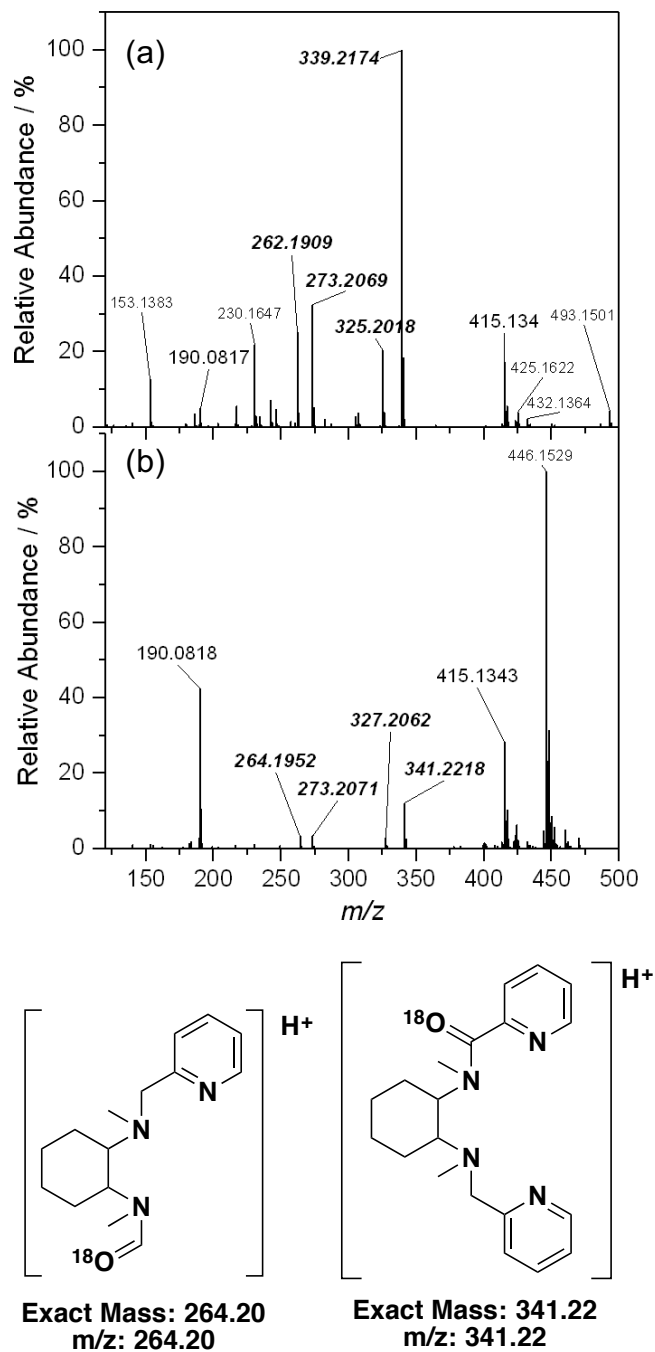 (a)
Relative Abundance / %
100
80
60
40
20
0
339.2174
262.1909
273.2069
325.2018
153.1383
190.0817
230.1647
415.134
493.1501
425.1622
432.1364
(b)
Relative Abundance / %
100
80
60
40
20
0
446.1529
190.0818
415.1343
327.2062
264.1952
273.2071
341.2218
150 200 250 300 350 400 450 500
m/z
H+
N
N
N
18O
Exact Mass: 264.20
m/z: 264.20
H+
18O
N
N
N
N
Exact Mass: 341.22
m/z: 341.22